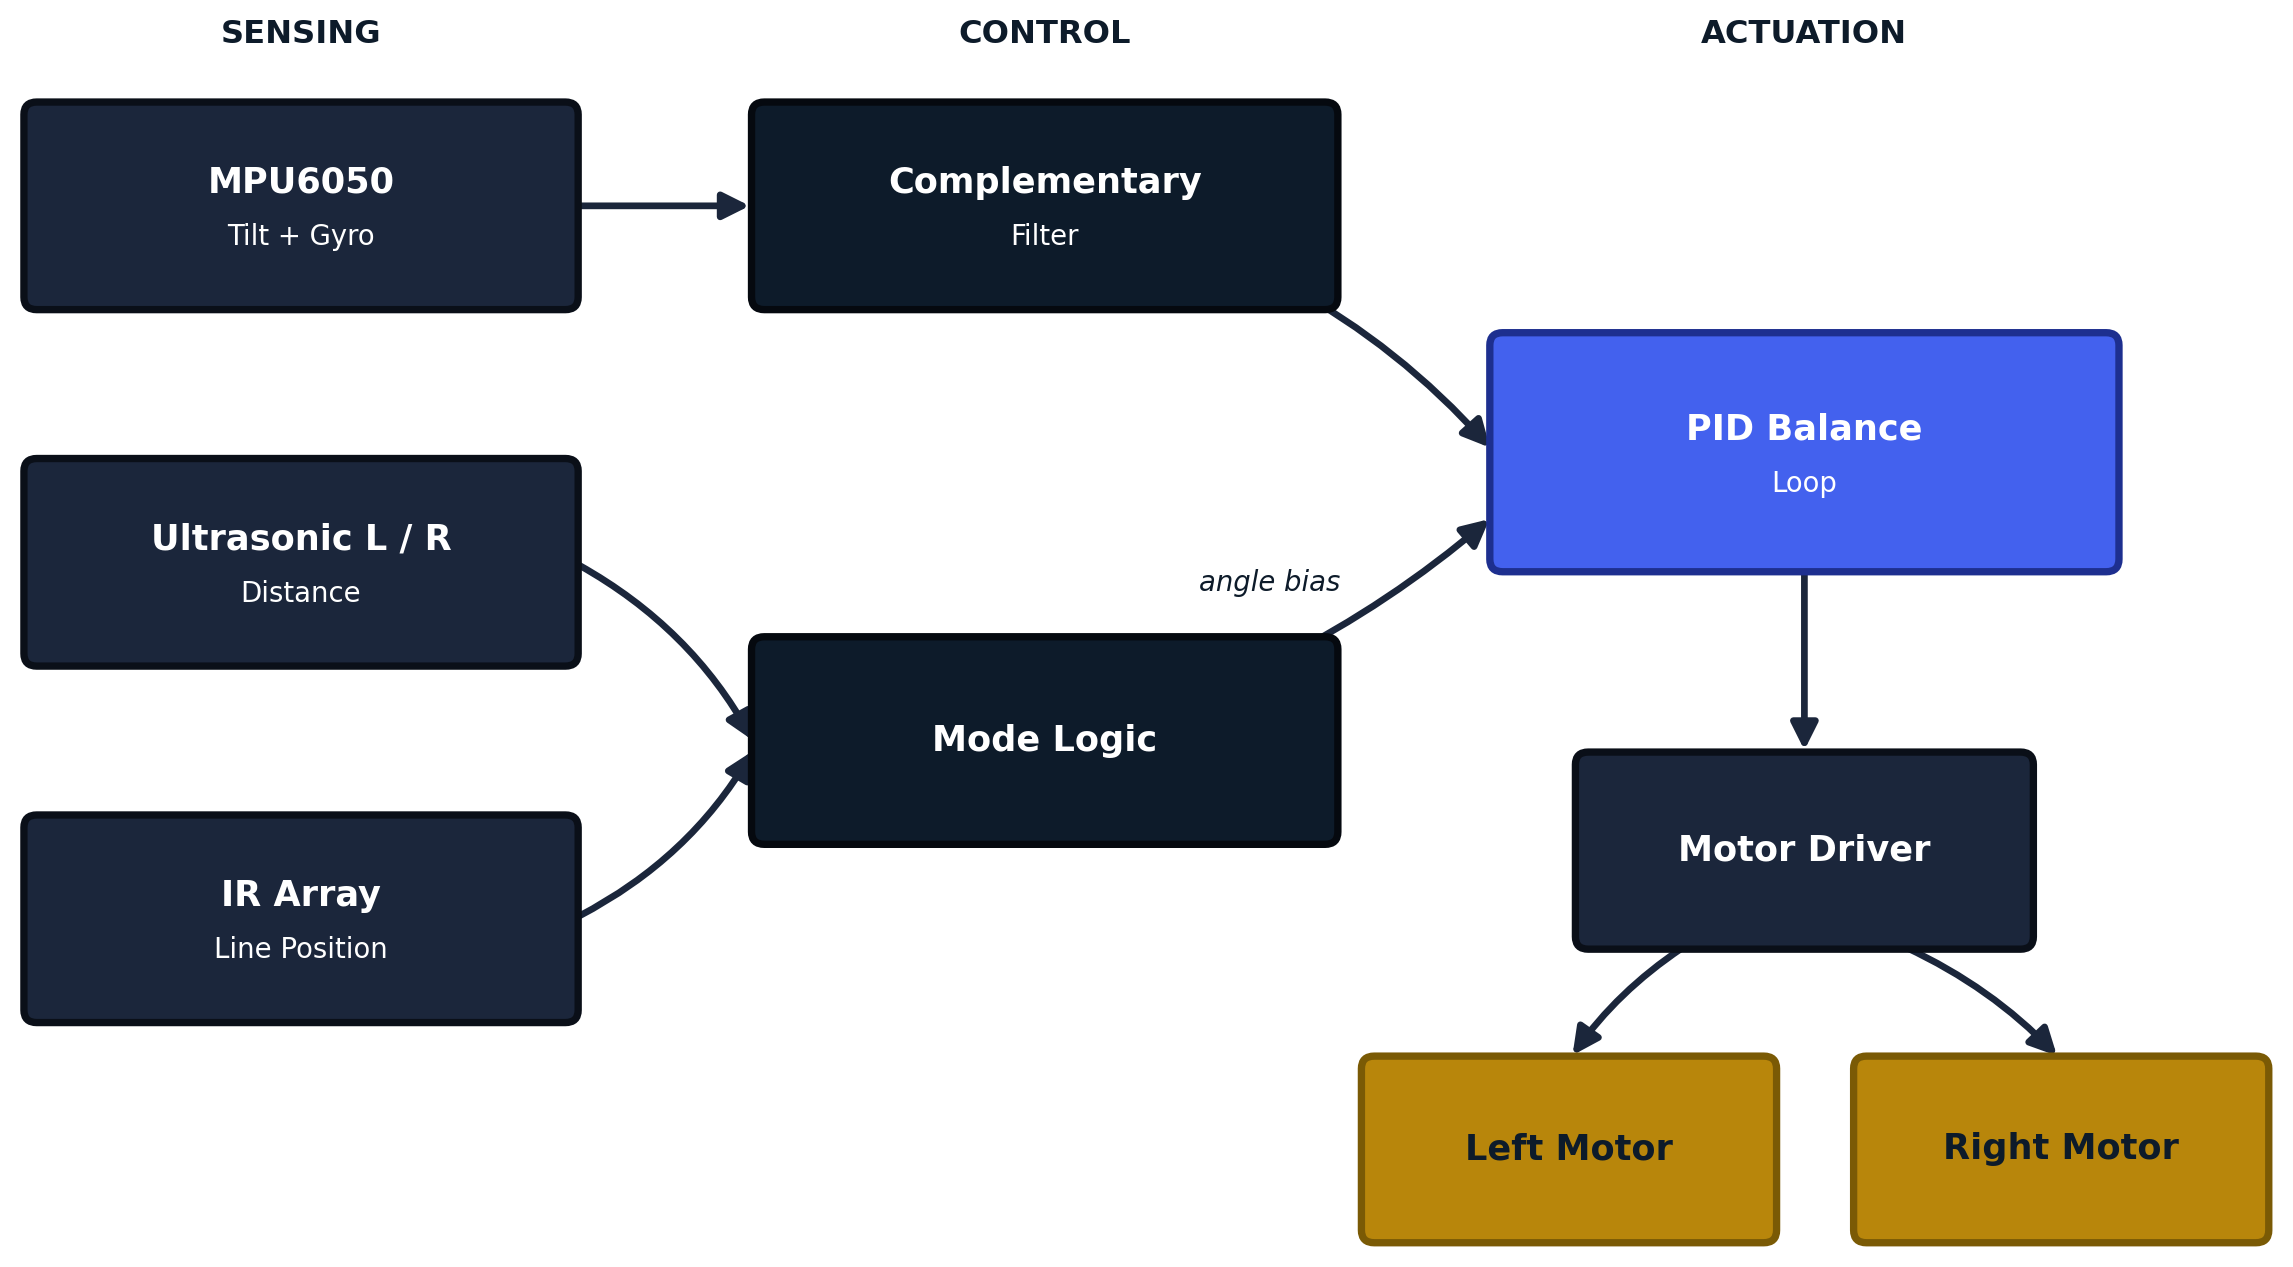 SENSING
CONTROL
ACTUATION
MPU6050
Tilt + Gyro
Complementary
Filter
PID Balance
Loop
Ultrasonic L / R
Distance
angle bias
Mode Logic
Motor Driver
IR Array
Line Position
Left Motor
Right Motor